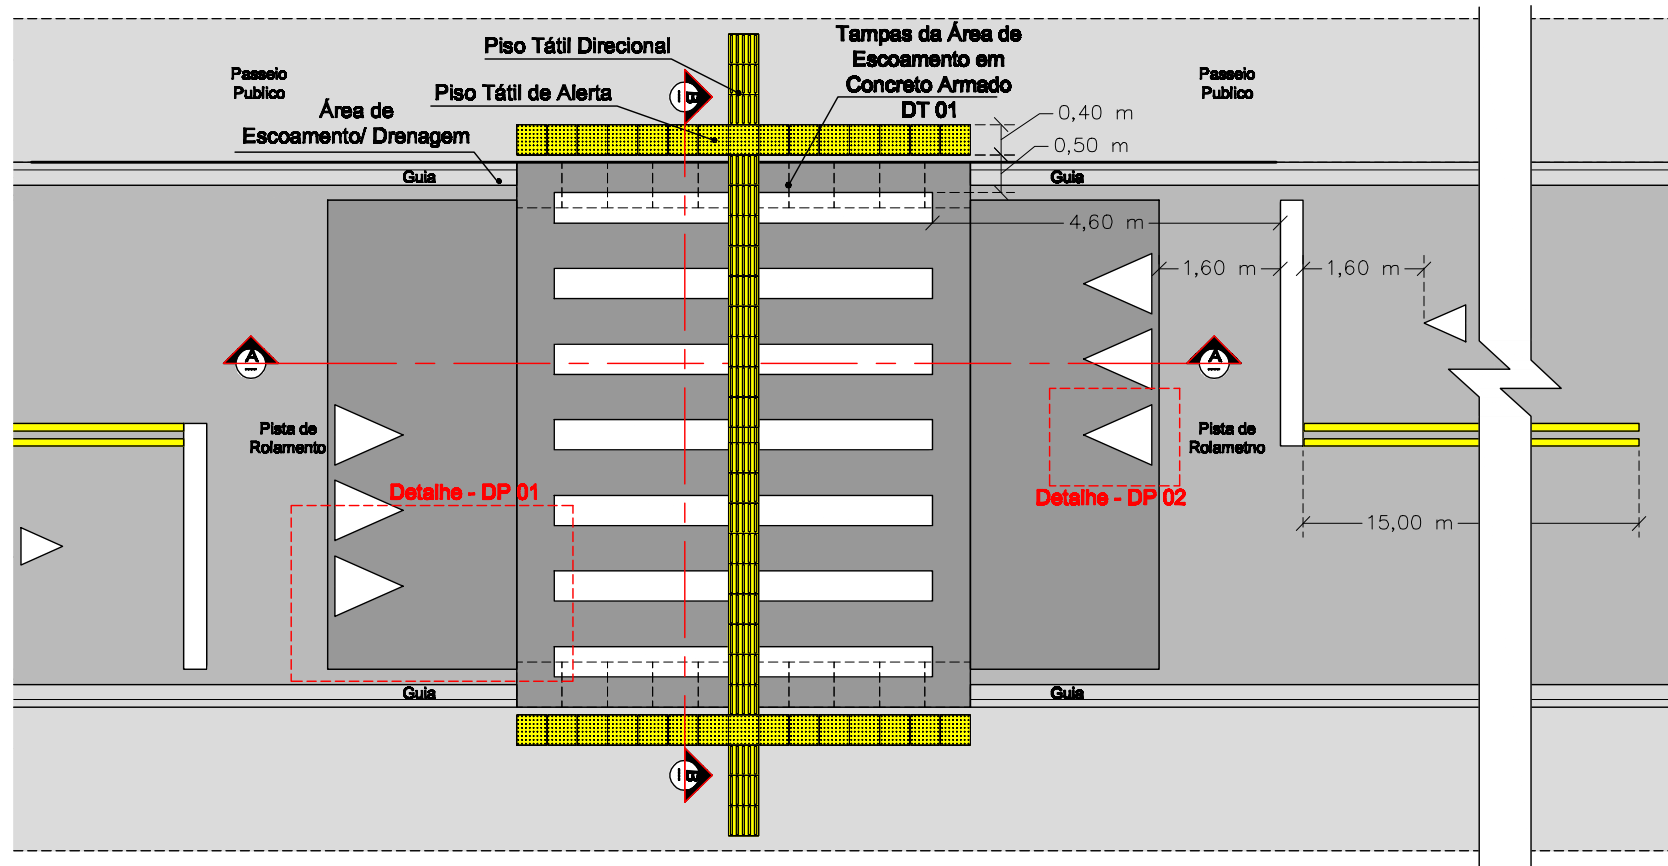 Piso Tátil Direcional
Tampas da Área de
Escoamento em
Concreto Armado
DT 01
Passeio
Publico
Passeio
Publico
Piso Tátil de Alerta
B
Área de
Escoamento/ Drenagem
0,40 m
0,50 m
Guia
Guia
4,60 m
1,60 m
1,60 m
A
A
Pista de
Rolamento
Pista de
Rolametno
Detalhe - DP 01
Detalhe - DP 02
15,00 m
Guia
Guia
B